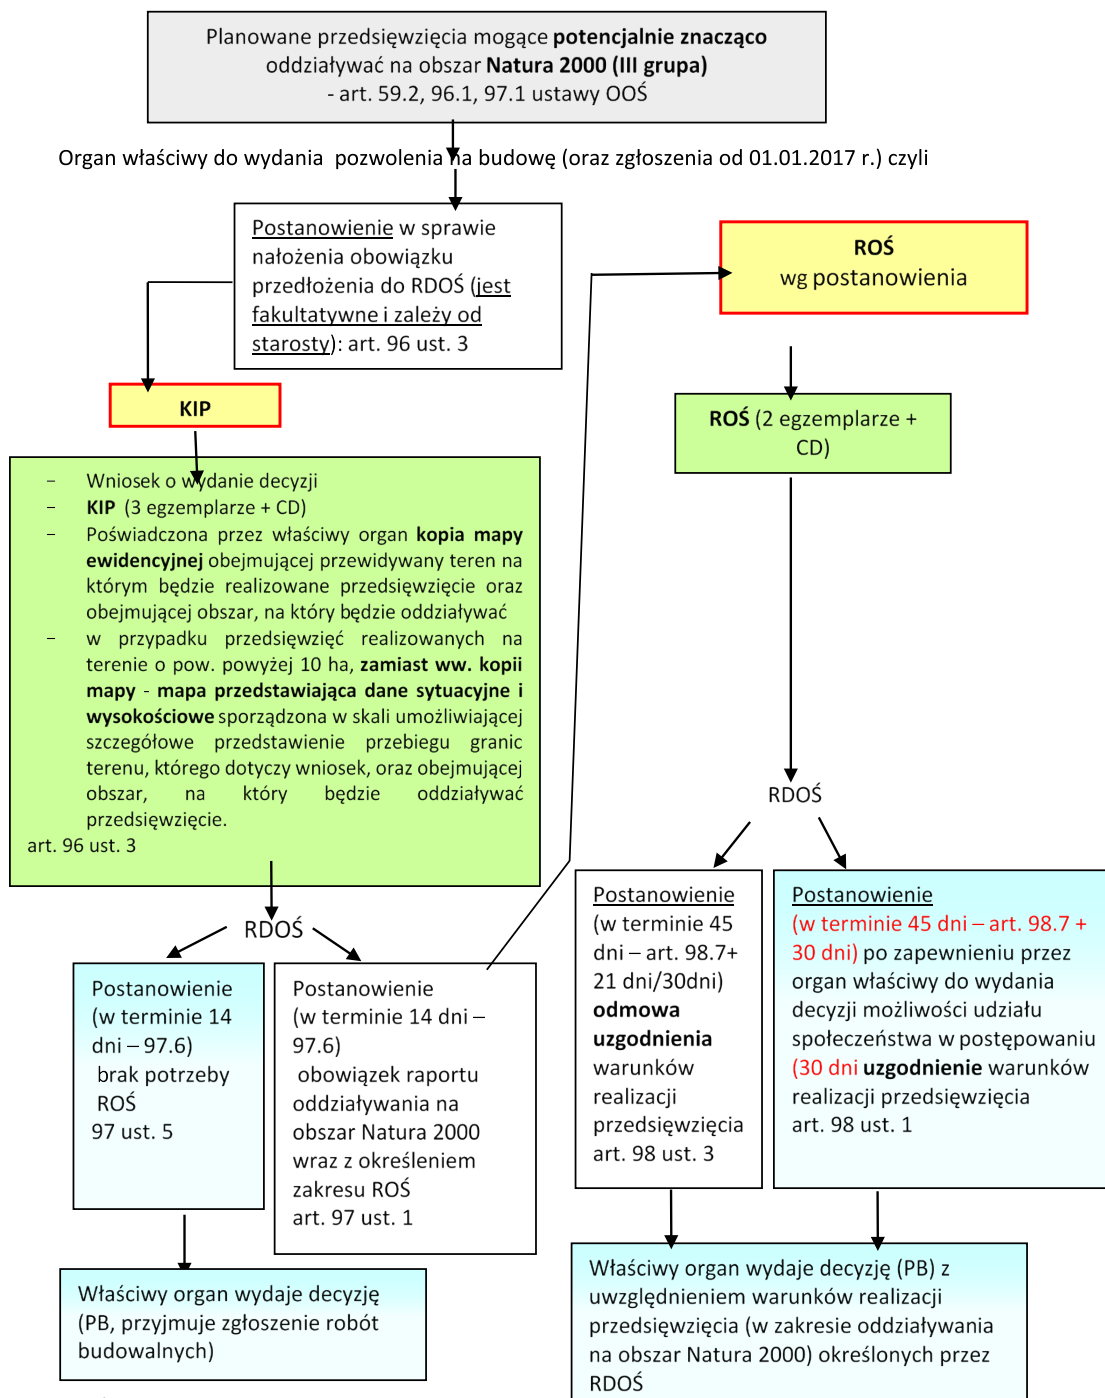 Planowane przedsięwzięcia mogące potencjalnie znacząco
oddziaływać na obszar Natura 2000 (III grupa)
- art. 59.2, 96.1, 97.1 ustawy OOŚ
Organ właściwy do wydania pozwolenia na budowę (oraz zgłoszenia od 01.01.2017 r.) czyli
Postanowienie w sprawie
nałożenia obowiązku
przedłożenia do RDOŚ (jest
fakultatywne i zależy od
starosty): art. 96 ust. 3
KIP
– Wniosek o wydanie decyzji
– KIP (3 egzemplarze + CD)
– Poświadczona przez właściwy organ kopia mapy
ewidencyjnej obejmującej przewidywany teren na
którym będzie realizowane przedsięwzięcie oraz
obejmującej obszar, na który będzie oddziaływać
– w przypadku przedsięwzięć realizowanych na
terenie o pow. powyżej 10 ha, zamiast ww. kopii
mapy - mapa przedstawiająca dane sytuacyjne i
wysokościowe sporządzona w skali umożliwiającej
szczegółowe przedstawienie przebiegu granic
terenu, którego dotyczy wniosek, oraz obejmującej
obszar, na który będzie oddziaływać
przedsięwzięcie.
art. 96 ust. 3
RDOŚ
Postanowienie
(w terminie 14
dni – 97.6)
brak potrzeby
ROŚ
97 ust. 5
Postanowienie
(w terminie 14 dni –
97.6)
obowiązek raportu
oddziaływania na
obszar Natura 2000
wraz z określeniem
zakresu ROŚ
art. 97 ust. 1
Właściwy organ wydaje decyzję
(PB, przyjmuje zgłoszenie robót
budowalnych)
ROŚ
wg postanowienia
ROŚ (2 egzemplarze +
CD)
RDOŚ
Postanowienie
(w terminie 45
dni – art. 98.7+
21 dni/30dni)
odmowa
uzgodnienia
warunków
realizacji
przedsięwzięcia
art. 98 ust. 3
Postanowienie
(w terminie 45 dni – art. 98.7 +
30 dni) po zapewnieniu przez
organ właściwy do wydania
decyzji możliwości udziału
społeczeństwa w postępowaniu
(30 dni uzgodnienie warunków
realizacji przedsięwzięcia
art. 98 ust. 1
Właściwy organ wydaje decyzję (PB) z
uwzględnieniem warunków realizacji
przedsięwzięcia (w zakresie oddziaływania
na obszar Natura 2000) określonych przez
RDOŚ